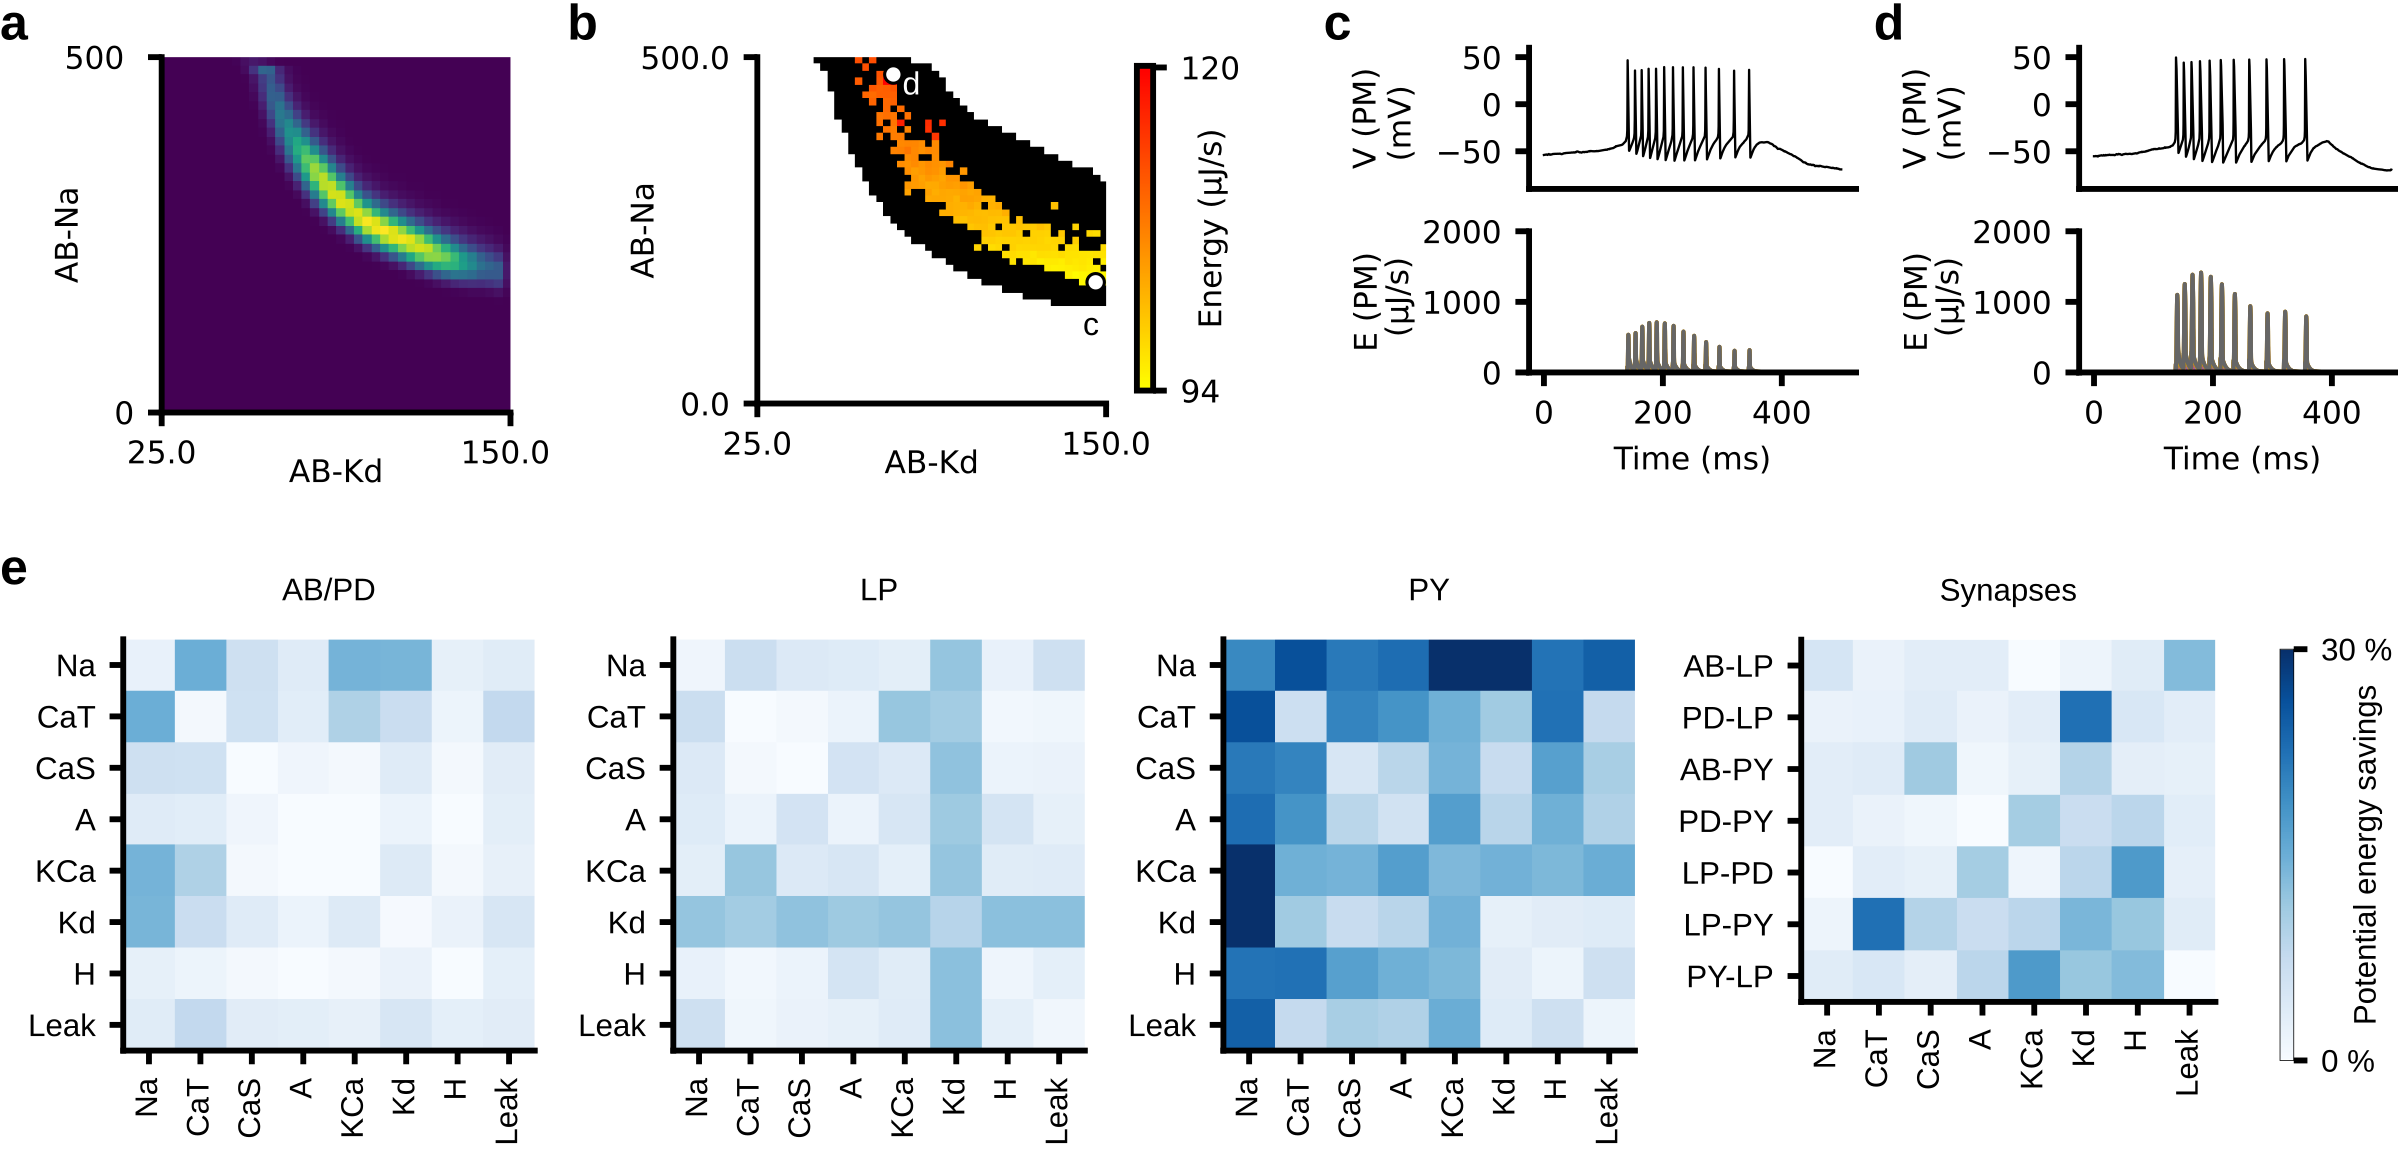 a
500
0
AB-Na
25.0
150.0
AB-Kd
b
500.0
0.0
AB-Na
25.0
150.0
AB-Kd
d
c
120
94
Energy (µJ/s)
c
50
0
−50
V (PM)
(mV)
2000
1000
0
E (PM)
(µJ/s)
0
200
400
Time (ms)
d
50
0
−50
V (PM)
(mV)
2000
1000
0
E (PM)
(µJ/s)
0
200
400
Time (ms)
e
AB/PD
Na
CaT
CaS
A
KCa
Kd
H
Leak
Na
CaT
CaS
A
KCa
Kd
H
Leak
LP
Na
CaT
CaS
A
KCa
Kd
H
Leak
Na
CaT
CaS
A
KCa
Kd
H
Leak
PY
Na
CaT
CaS
A
KCa
Kd
H
Leak
Na
CaT
CaS
A
KCa
Kd
H
Leak
Synapses
AB-LP
PD-LP
AB-PY
PD-PY
LP-PD
LP-PY
PY-LP
Na
CaT
CaS
A
KCa
Kd
H
Leak
30 %
0 %
Potential energy savings